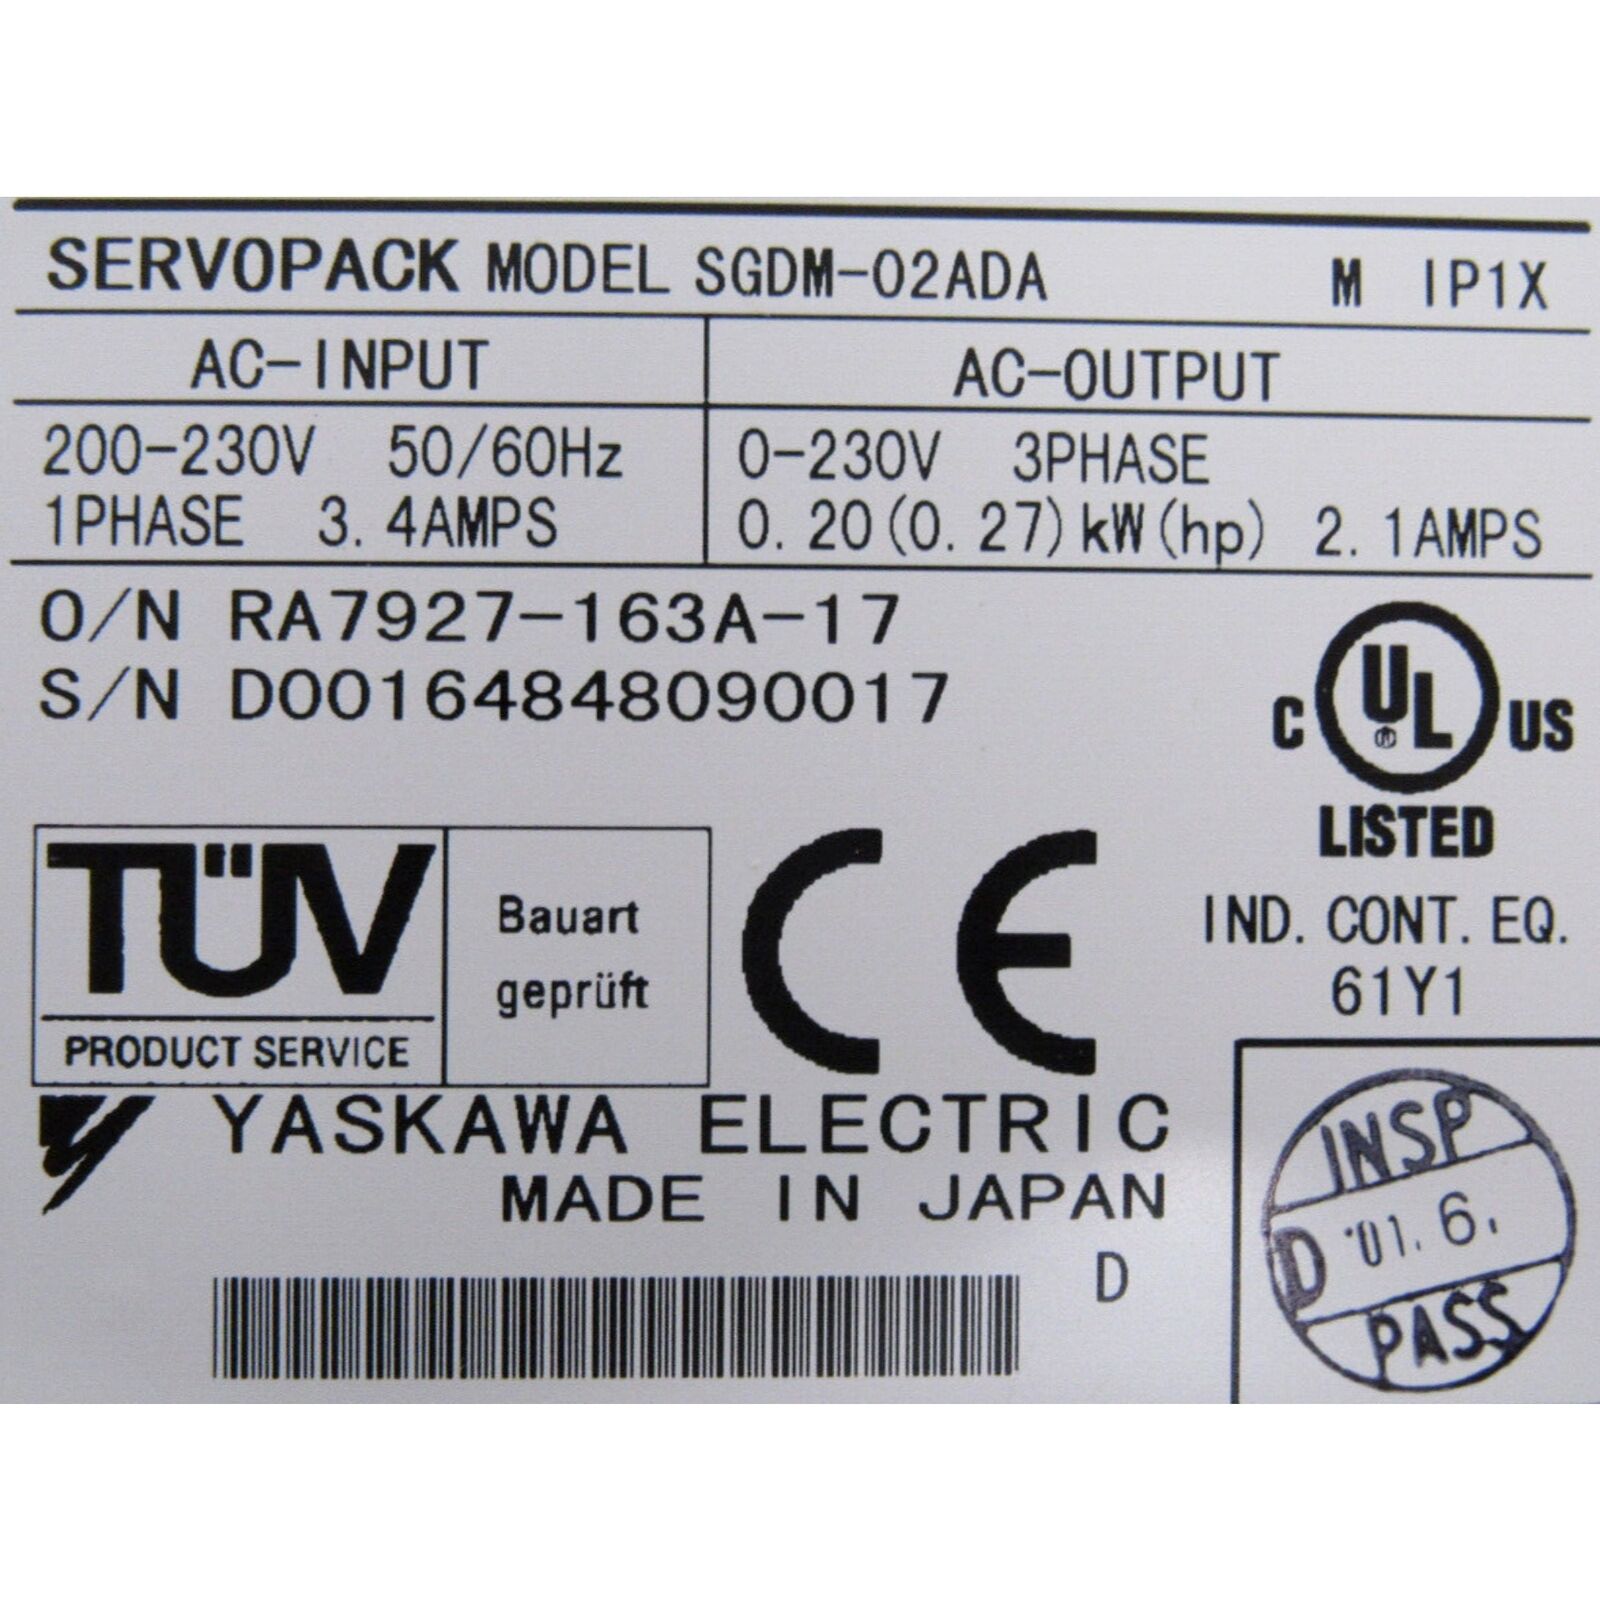 SERVOPACK MODEL SGDM-02ADA M IP1X
AC-INPUT AC-OUTPUT
200-230V 50/60Hz 0-230V 3PHASE
1PHASE 3.4AMPS 0.20(0.27)kW(hp) 2.1AMPS
O/N RA7927-163A-17
S/N D00164848090017
C UL ® US
LISTED
IND. CONT. EQ.
61Y1
TÜV
PRODUCT SERVICE
Bauart
geprüft
CE
YASKAWA ELECTRIC
MADE IN JAPAN
D
INSP
D '01.6.
PASS